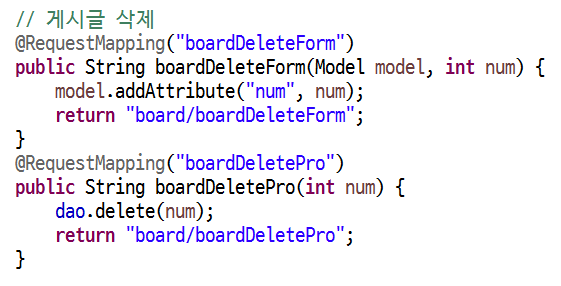 // 게시글 삭제
@RequestMapping("boardDeleteForm")
public String boardDeleteForm(Model model, int num) {
    model.addAttribute("num", num);
    return "board/boardDeleteForm";
}
@RequestMapping("boardDeletePro")
public String boardDeletePro(int num) {
    dao.delete(num);
    return "board/boardDeletePro";
}